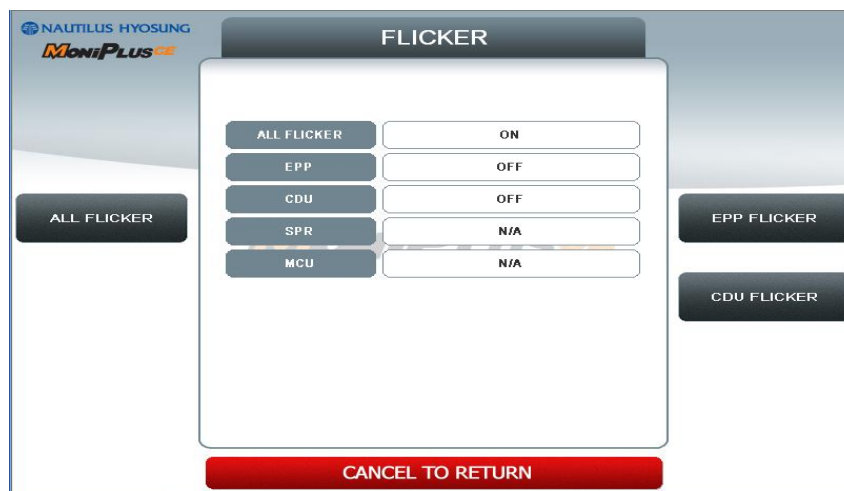 NAUTILUS HYOSUNG
MoniPlusCE
FLICKER
ALL FLICKER ON
EPP OFF
CDU OFF
SPR N/A
MCU N/A
ALL FLICKER
EPP FLICKER
CDU FLICKER
CANCEL TO RETURN